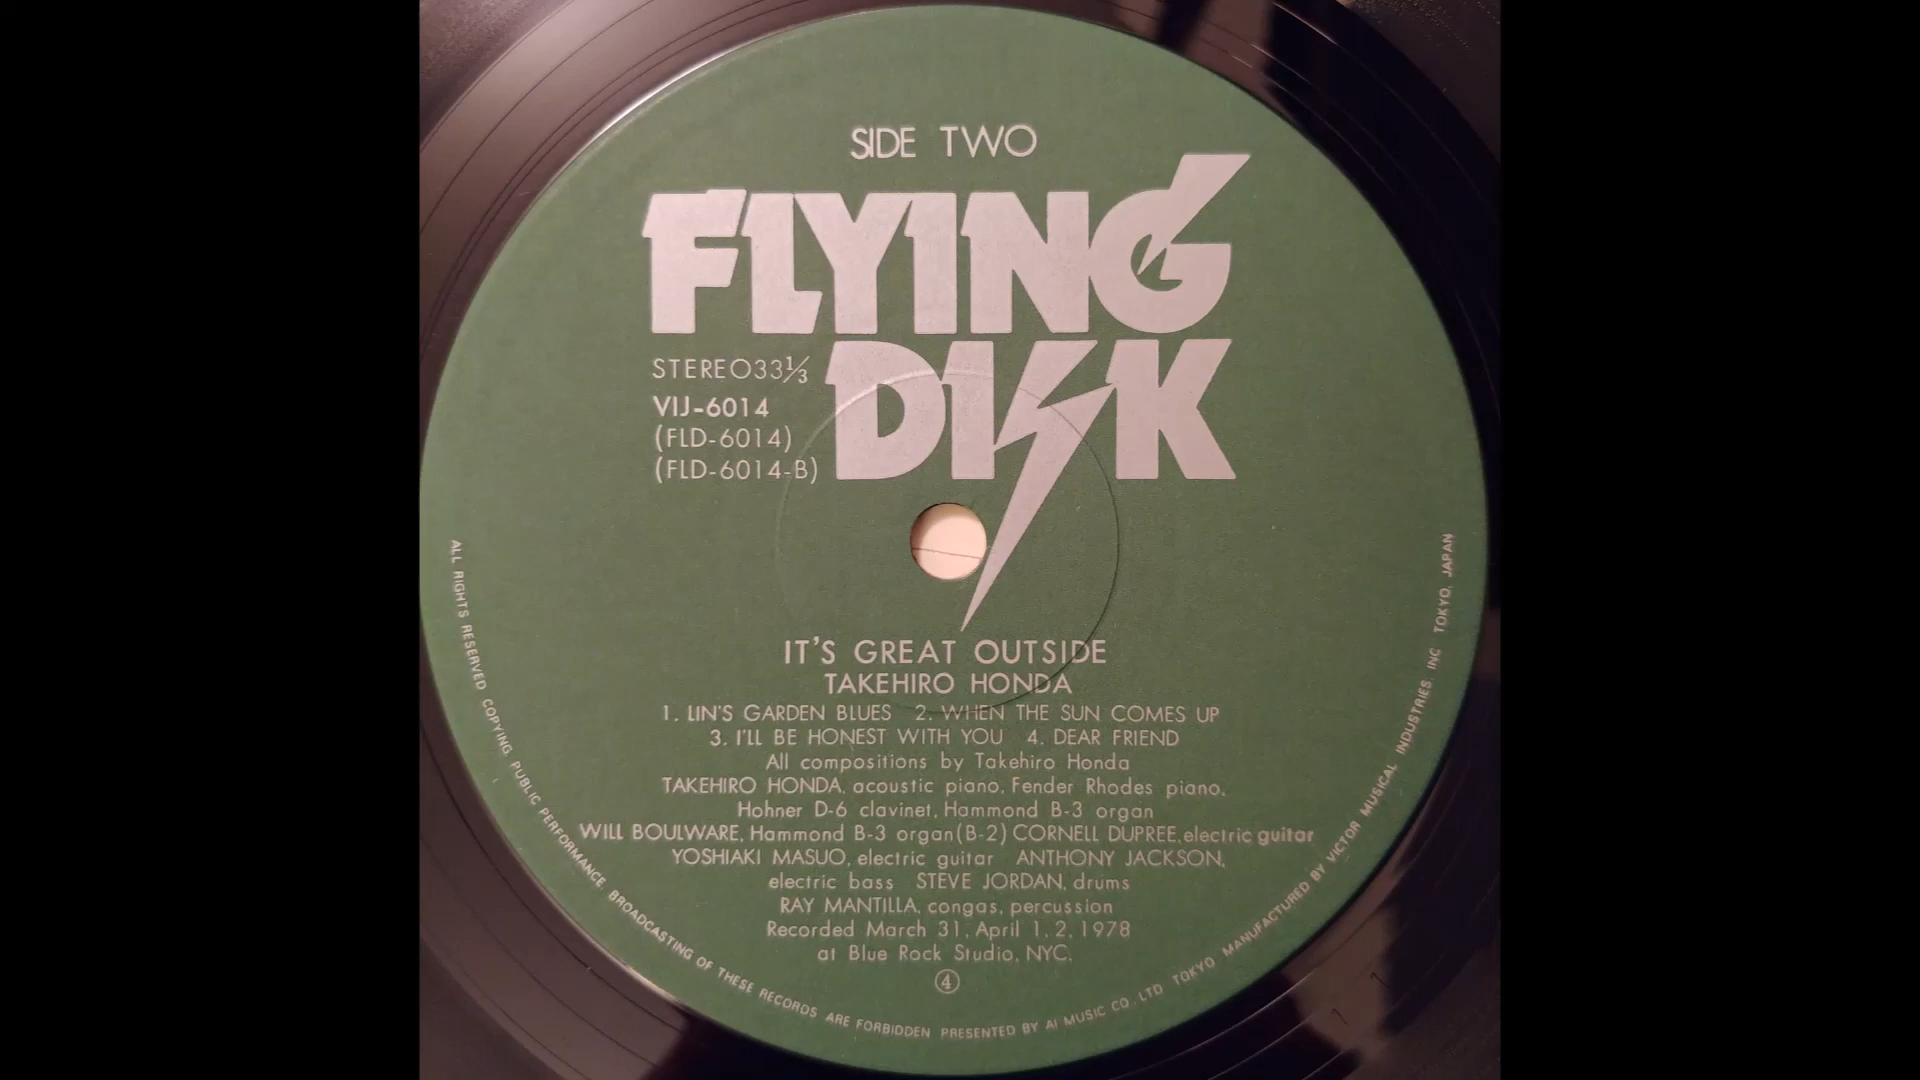 SIDE TWO
FLYING
DISK
STEREO33⅓
VIJ-6014
(FLD-6014)
(FLD-6014-B)
IT'S GREAT OUTSIDE
TAKEHIRO HONDA
1. LIN'S GARDEN BLUES 2. WHEN THE SUN COMES UP
3. I'LL BE HONEST WITH YOU 4. DEAR FRIEND
All compositions by Takehiro Honda
TAKEHIRO HONDA, acoustic piano, Fender Rhodes piano,
Hohner D-6 clavinet, Hammond B-3 organ
WILL BOULWARE, Hammond B-3 organ(B-2) CORNELL DUPREE, electric guitar
YOSHIAKI MASUO, electric guitar ANTHONY JACKSON,
electric bass STEVE JORDAN, drums
RAY MANTILLA, congas, percussion
Recorded March 31, April 1, 2, 1978
at Blue Rock Studio, NYC.
④
ALL RIGHTS RESERVED COPYING PUBLIC PERFORMANCE BROADCASTING OF THESE RECORDS ARE FORBIDDEN PRESENTED BY AI MUSIC CO., LTD TOKYO MANUFACTURED BY VICTOR MUSICAL INDUSTRIES, INC TOKYO, JAPAN